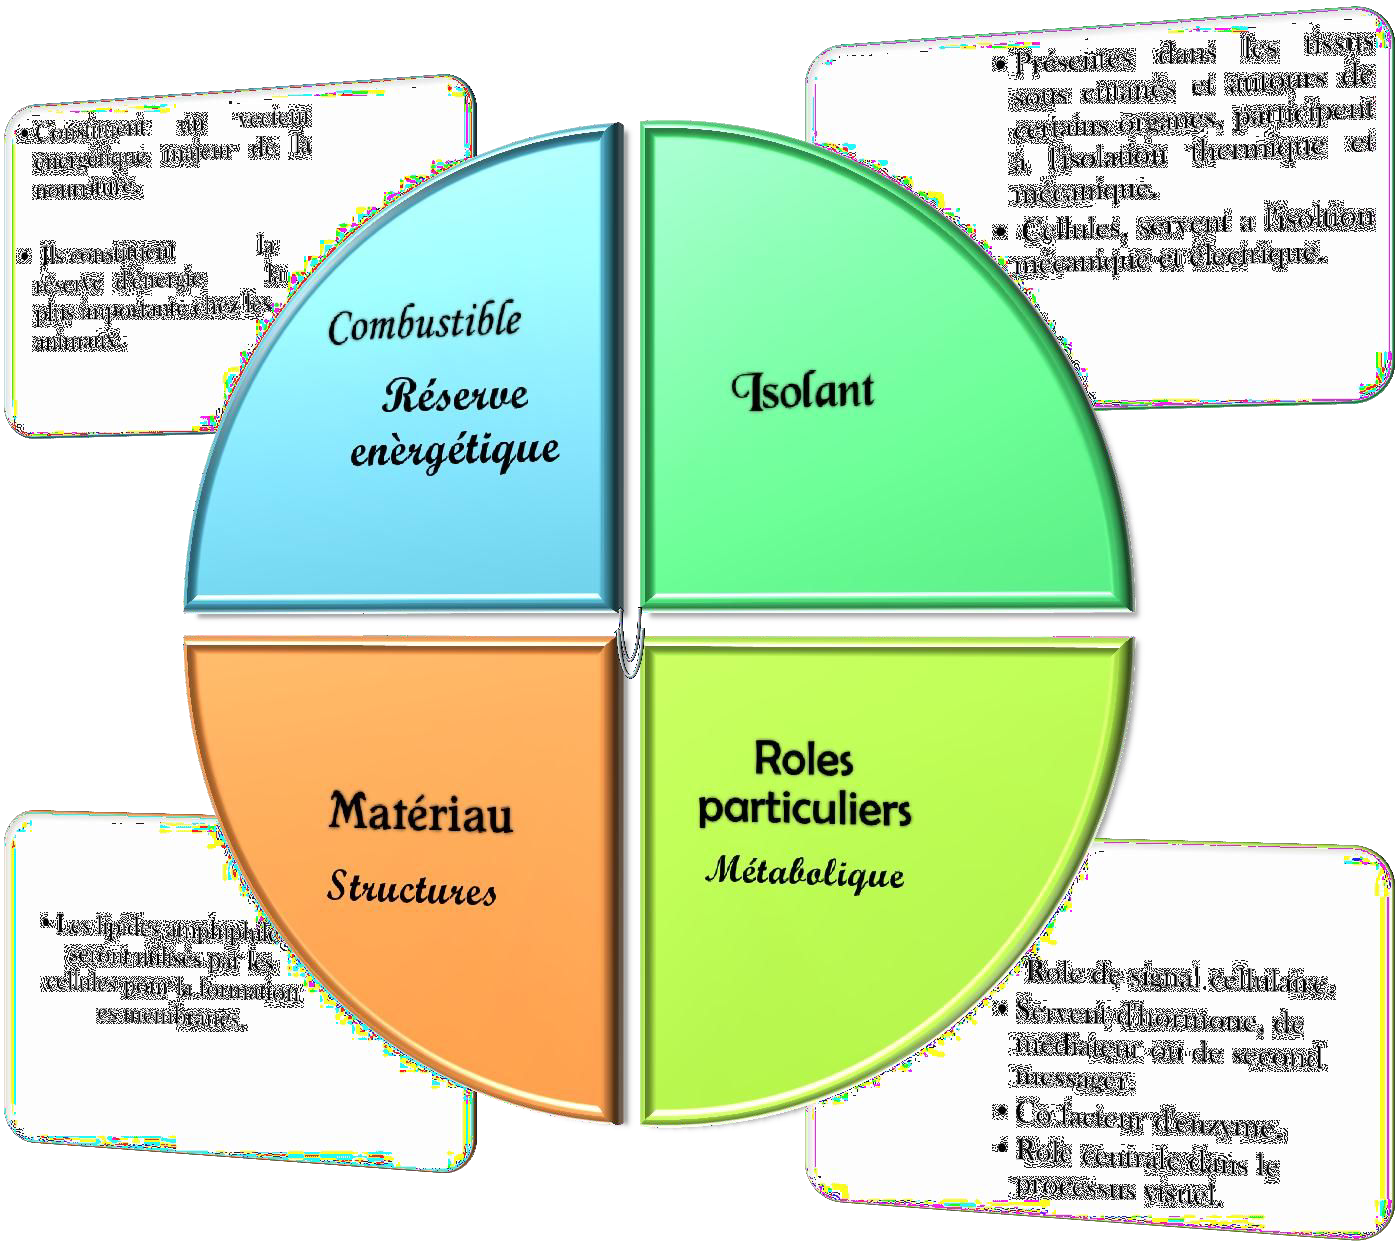 •Constituent un vecteur
énergétique majeur de la
nourriture.
• Ils constituent la
réserve d'énergie la
plus importante chez les
animaux.
• Présentes dans les tissus
sous cutanés et autours de
certains organes, participent
à l'isolation thermique et
mécanique.
• Cellules, servent a l'isoltion
mécanique et électrique.
Combustible
Réserve
enèrgétique
Isolant
Matériau
Structures
Roles
particuliers
Métabolique
•Les lipides amphiphile
seront utilisés par les
cellules pour la formation
es membranes.
Role de signal cellulaire,
• Servent d'hormone, de
mediateur ou de second
messager
• Co facteur d'enzyme,
• Role centrale dans le
processus visuel.